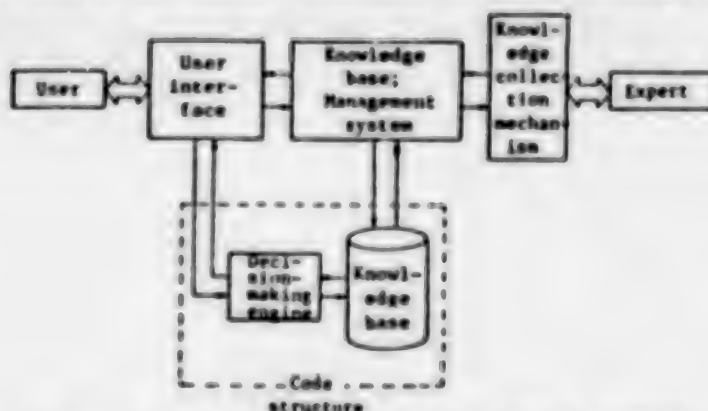 User
User
inter-
face
Knowledge
base;
Management
system
Knowl-
edge
collec
tion
mechan
ism
Expert
Deci-
sion-
making
engine
Knowl-
edge
base
Code
structure